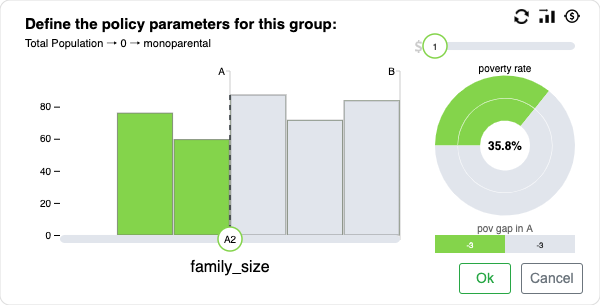 Define the policy parameters for this group:
Total Population → 0 → monoparental
$ 1
A
B
80
60
40
20
0
A2
family_size
poverty rate
35.8%
pov gap in A
-3 -3
Ok Cancel